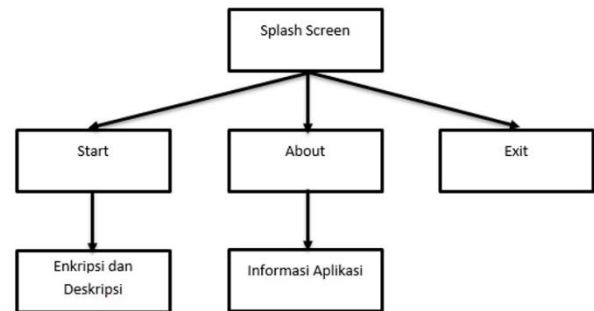 Splash Screen
Start
About
Exit
Enkripsi dan
Deskripsi
Informasi Aplikasi